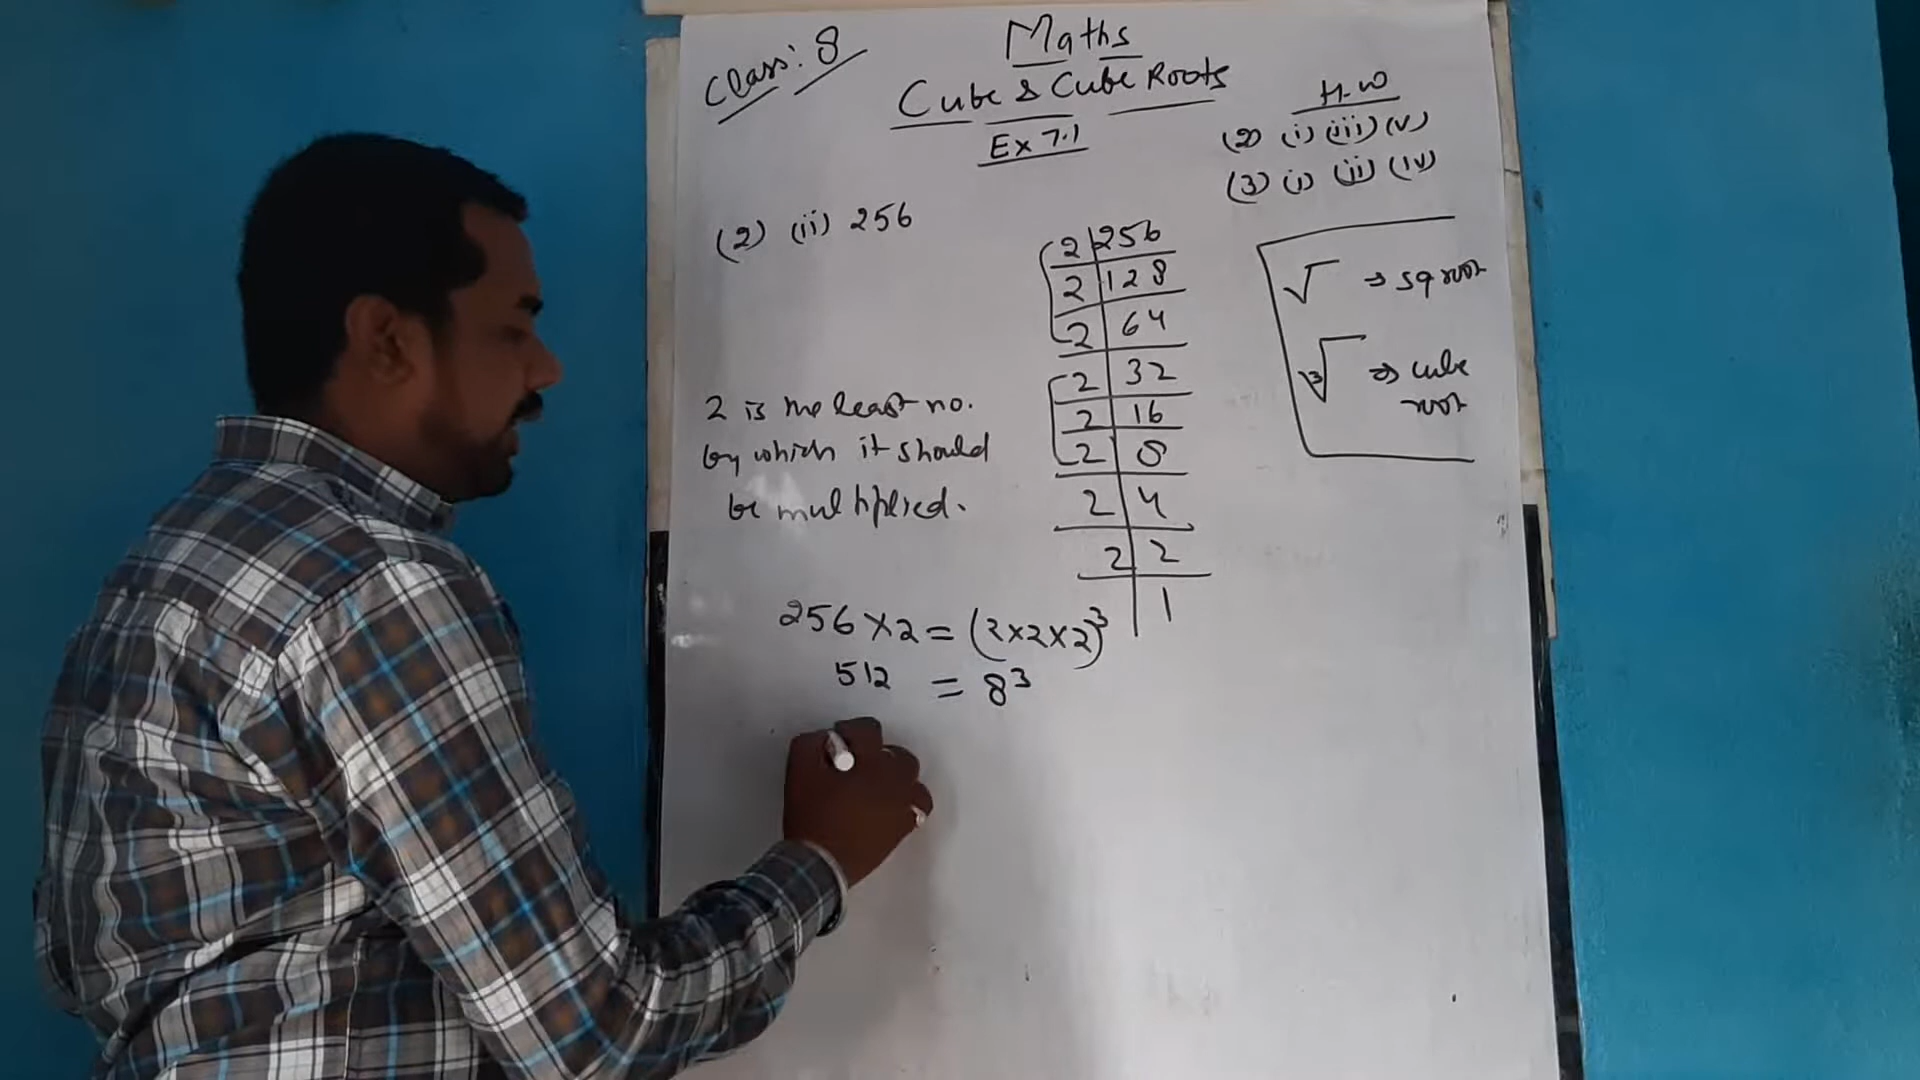 Class: 8
Maths
Cube & Cube Roots
Ex 7.1
H.W
(2) (i) (iii) (v)
(3) (i) (ii) (iv)
(2) (ii) 256
2 256
2 128
2 64
2 32
2 16
2 8
2 4
2 2
1
√ ⇒ sq root
∛ ⇒ cube
root
2 is the least no.
by which it should
be multiplied.
256 × 2 = (2×2×2)³
512 = 8³